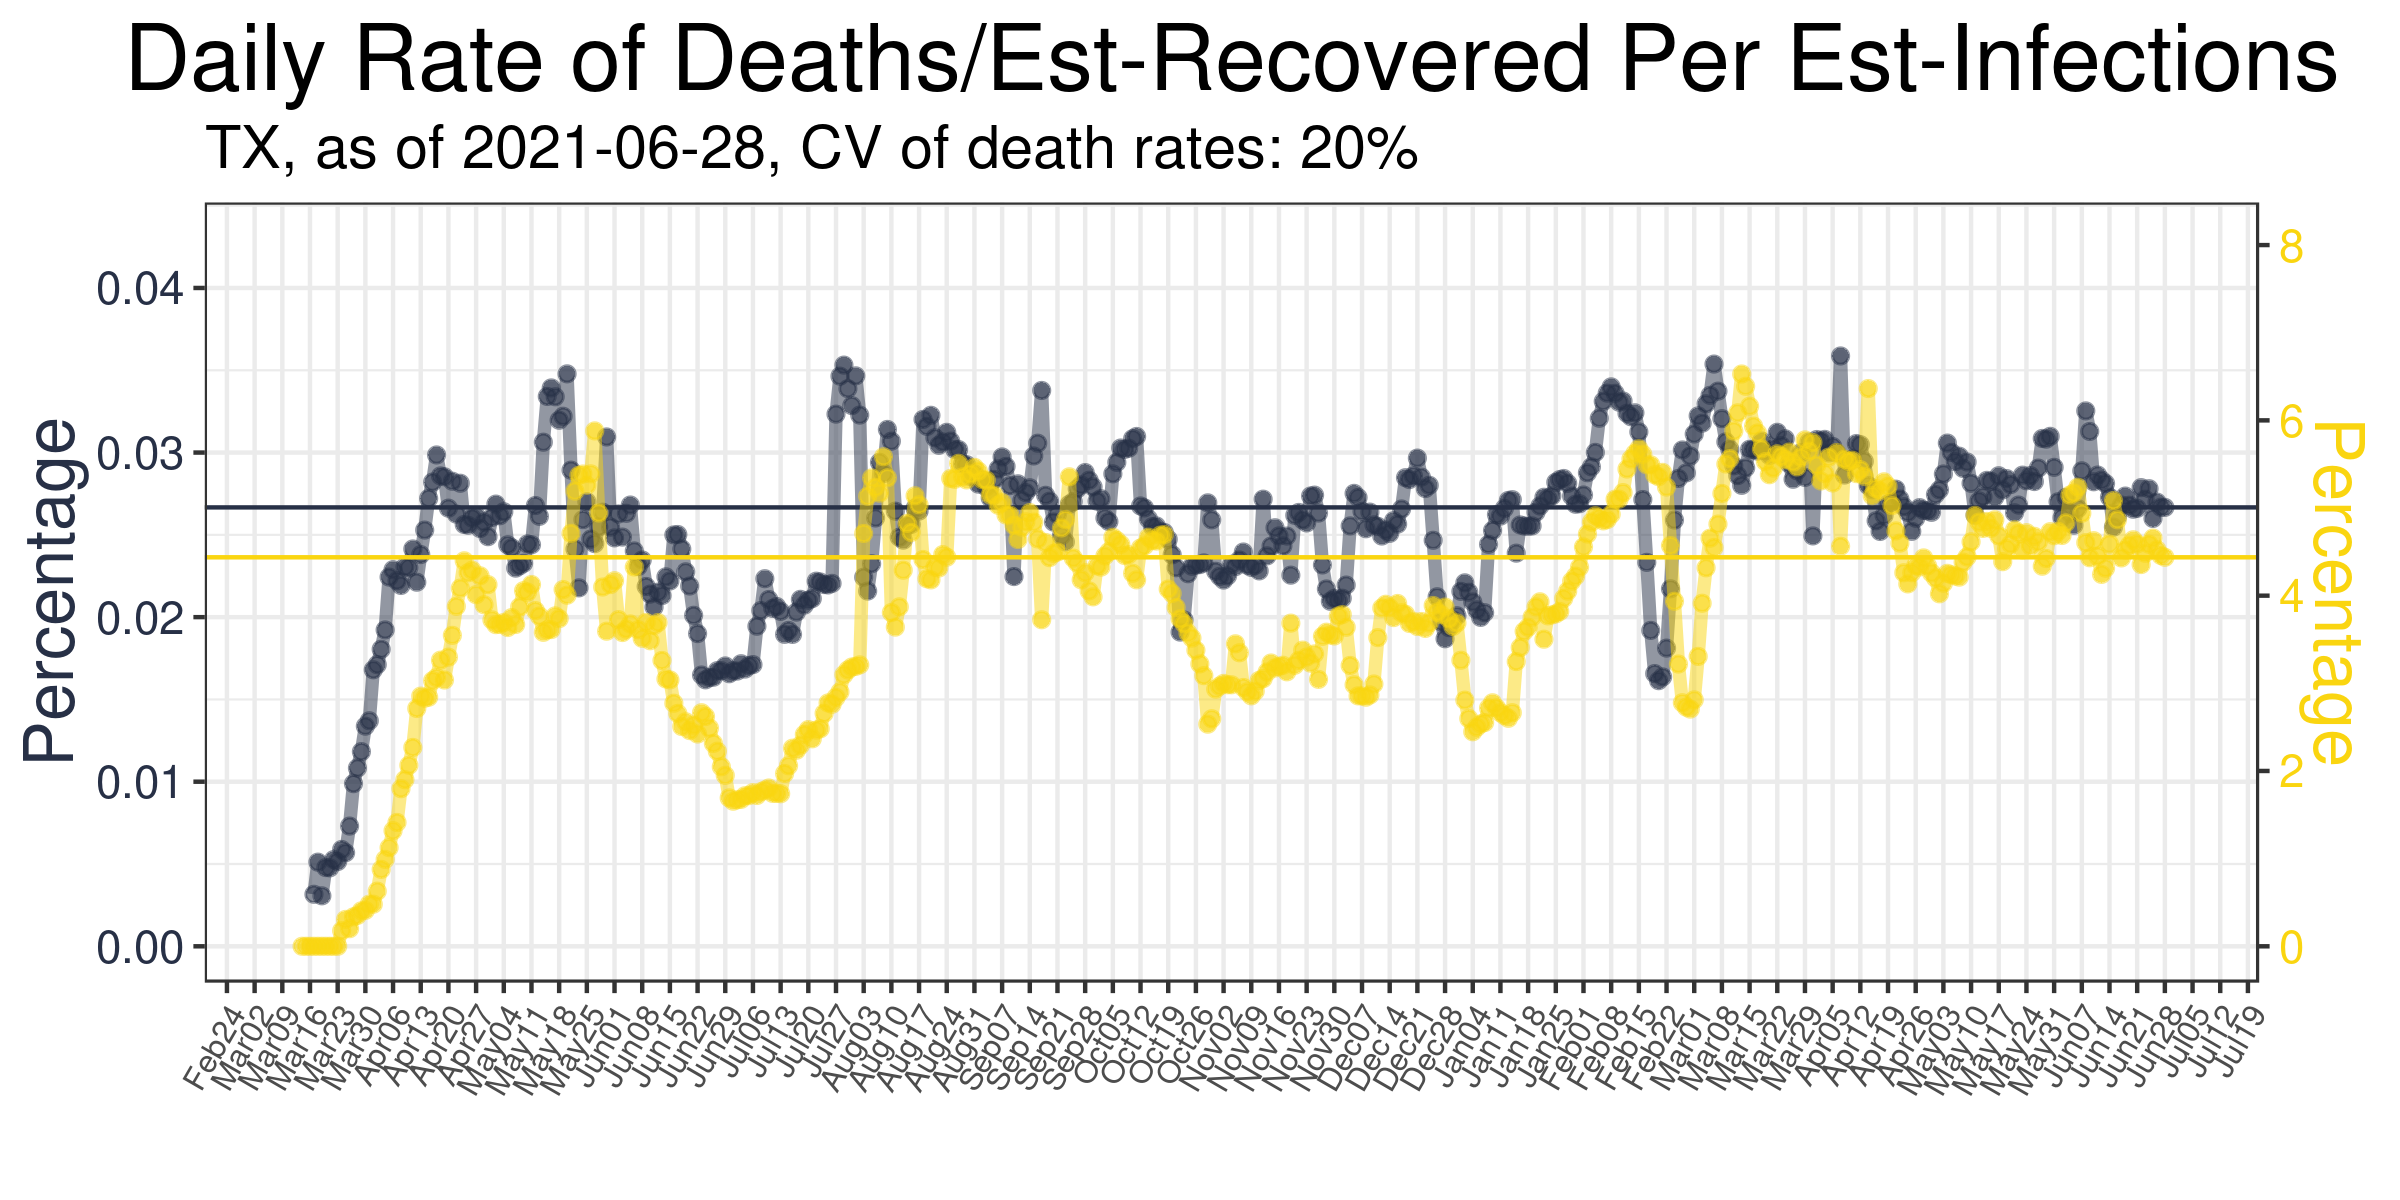 Daily Rate of Deaths/Est-Recovered Per Est-Infections
TX, as of 2021-06-28, CV of death rates: 20%
Percentage
0.04
0.03
0.02
0.01
0.00
8
6
4
2
0
Percentage
Feb24
Mar02
Mar09
Mar16
Mar23
Mar30
Apr06
Apr13
Apr20
Apr27
May04
May11
May18
May25
Jun01
Jun08
Jun15
Jun22
Jun29
Jul06
Jul13
Jul20
Jul27
Aug03
Aug10
Aug17
Aug24
Aug31
Sep07
Sep14
Sep21
Sep28
Oct05
Oct12
Oct19
Oct26
Nov02
Nov09
Nov16
Nov23
Nov30
Dec07
Dec14
Dec21
Dec28
Jan04
Jan11
Jan18
Jan25
Feb01
Feb08
Feb15
Feb22
Mar01
Mar08
Mar15
Mar22
Mar29
Apr05
Apr12
Apr19
Apr26
May03
May10
May17
May24
May31
Jun07
Jun14
Jun21
Jun28
Jul05
Jul12
Jul19